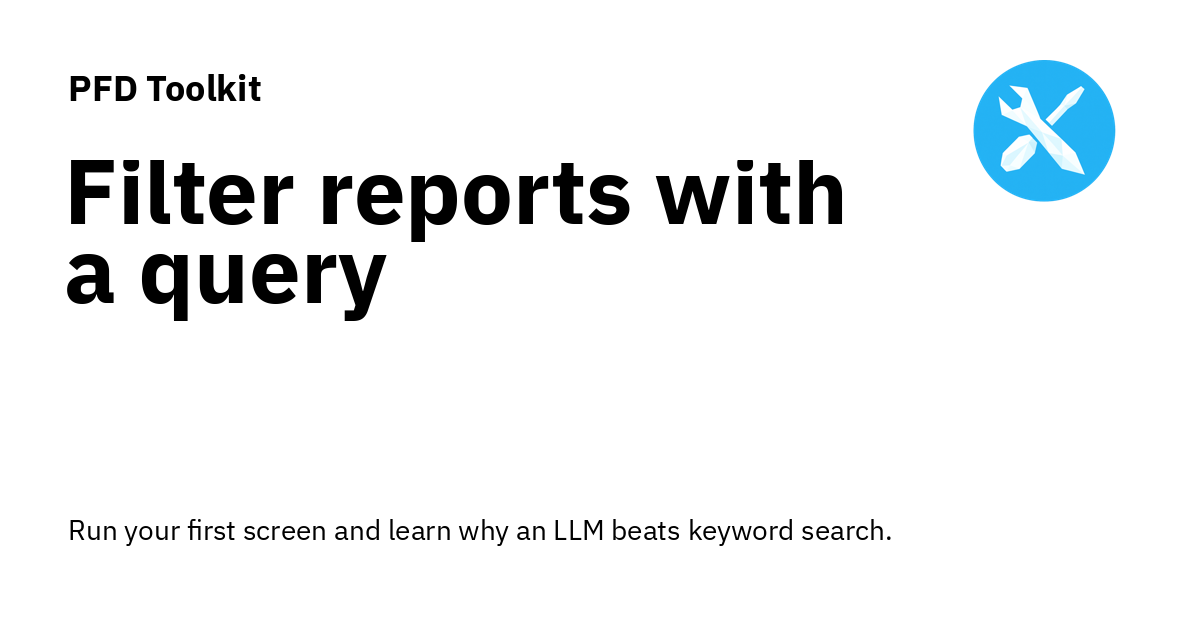 PFD Toolkit
Filter reports with
a query
Run your first screen and learn why an LLM beats keyword search.